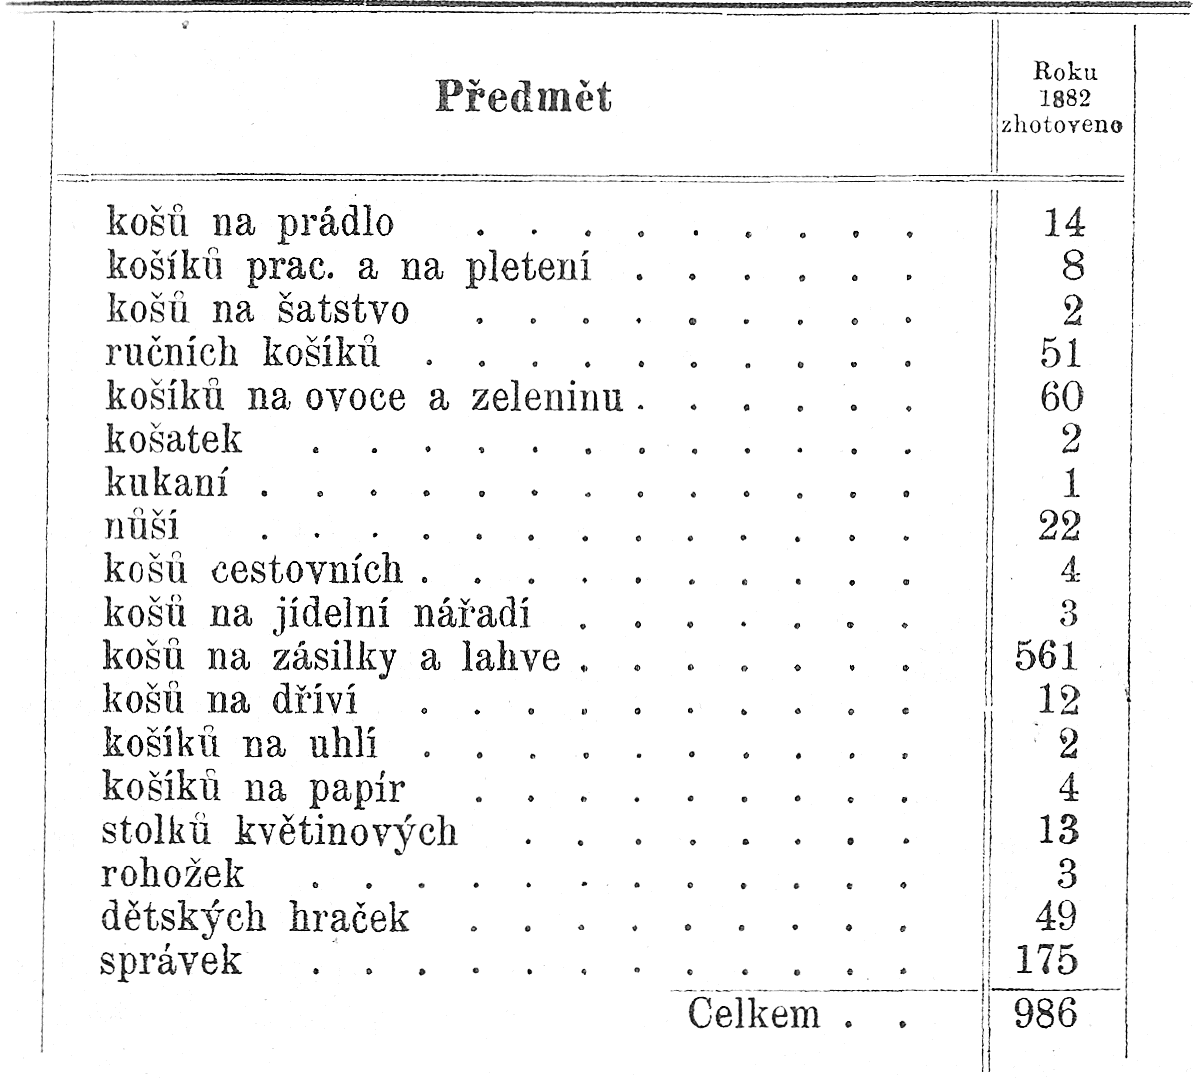 Předmět
Roku
1882
zhotoveno
košů na prádlo . . . . . . . . . 14
košíků prac. a na pletení . . . . . . 8
košů na šatstvo . . . . . . . . . 2
ručních košíků . . . . . . . . . . 51
košíků na ovoce a zeleninu . . . . . . 60
košatek . . . . . . . . . . . . 2
kukaní . . . . . . . . . . . . . 1
nůší . . . . . . . . . . . . . 22
košů cestovních . . . . . . . . . . 4
košů na jídelní nářadí . . . . . . . 3
košů na zásilky a lahve . . . . . . . 561
košů na dříví . . . . . . . . . . 12
košíků na uhlí . . . . . . . . . . 2
košíků na papír . . . . . . . . . 4
stolků květinových . . . . . . . . 13
rohožek . . . . . . . . . . . . 3
dětských hraček . . . . . . . . . 49
správek . . . . . . . . . . . . 175
Celkem . . 986